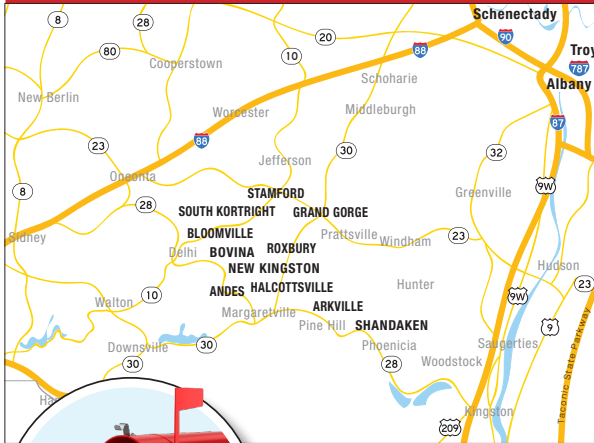 Schenectady
8
28
20
90
Troy
80
10
88
787
Cooperstown
Schoharie
Albany
New Berlin
Worcester
Middleburgh
87
88
23
30
32
Jefferson
Oneonta
9W
8
STAMFORD
Greenville
28
SOUTH KORTRIGHT
GRAND GORGE
BLOOMVILLE
Prattsville
Windham
23
Sidney
Delhi
BOVINA
ROXBURY
NEW KINGSTON
Hudson
ANDES
HALCOTTSVILLE
Hunter
23
10
9W
Walton
Margaretville
ARKVILLE
Pine Hill
SHANDAKEN
9
Downsville
30
Phoenicia
Saugerties
30
28
Woodstock
Taconic State Parkway
Kingston
209